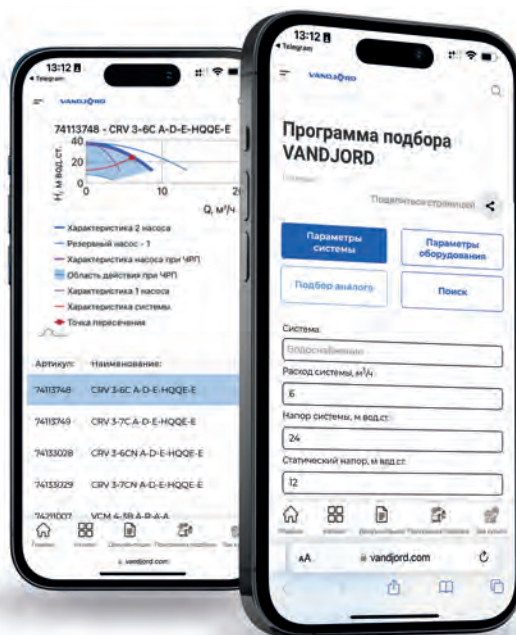 13:12
Telegram
VANDJORD
74113748 - CRV 3-6C A-D-E-HQQE-E
40
20
0
0
10
20
H, м вод.ст.
Q, м³/ч
Характеристика 2 насоса
Резервный насос - 1
Характеристика насоса при ЧРП
Область действия при ЧРП
Характеристика 1 насоса
Характеристика системы
Точка пересечения
Артикул: Наименование:
74113748 CRV 3-6C A-D-E-HQQE-E
74113749 CRV 3-7C A-D-E-HQQE-E
74133028 CRV 3-6CN A-D-E-HQQE-E
74133029 CRV 3-7CN A-D-E-HQQE-E
74211007 VCM 4-3B A-R-A-A
vandjord.com
13:12
Telegram
VANDJORD
Программа подбора
VANDJORD
Поделиться страницей
Параметры
системы
Параметры
оборудования
Подбор аналога
Поиск
Система
Водоснабжение
Расход системы, м³/ч
6
Напор системы, м вод.ст.
24
Статический напор, м вод.ст.
12
AA
vandjord.com